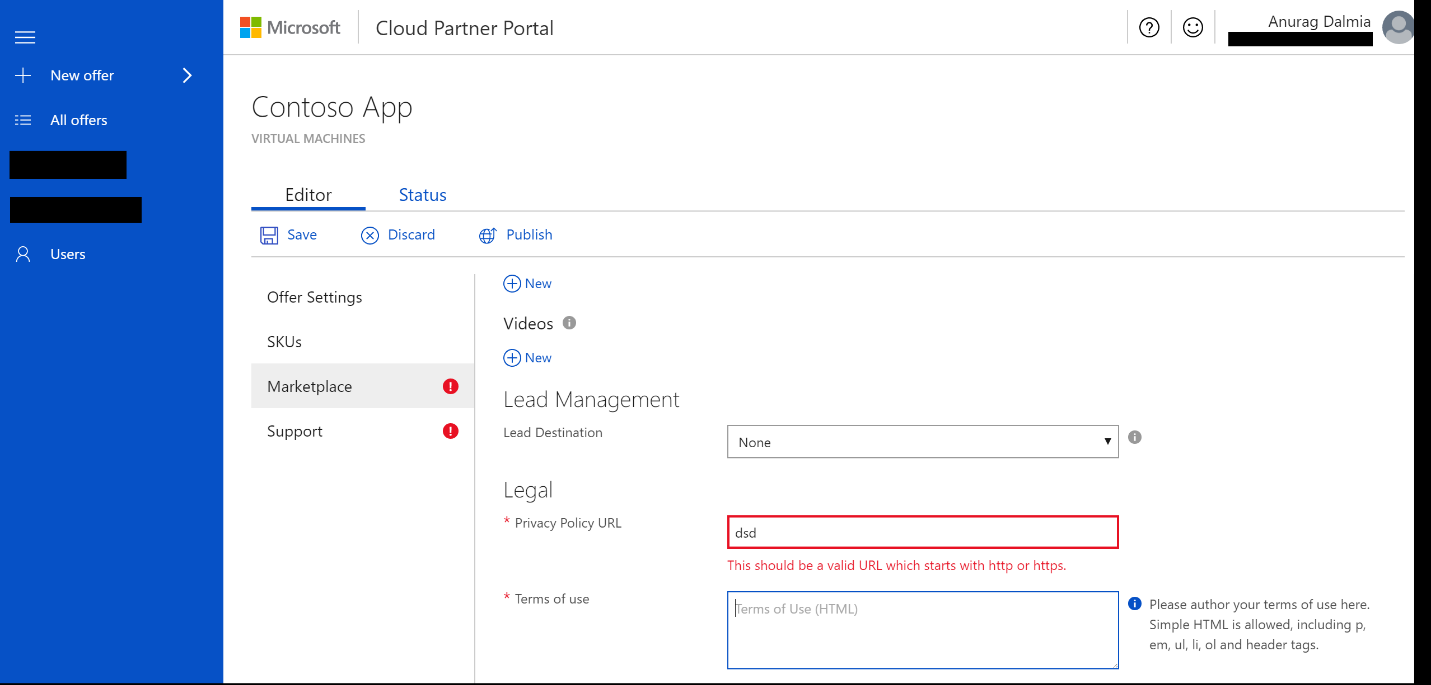 Microsoft
Cloud Partner Portal
Anurag Dalmia
New offer
All offers
Users
Contoso App
VIRTUAL MACHINES
Editor
Status
Save
Discard
Publish
Offer Settings
SKUs
Marketplace
Support
New
Videos
New
Lead Management
Lead Destination
None
Legal
* Privacy Policy URL
dsd
This should be a valid URL which starts with http or https.
* Terms of use
Terms of Use (HTML)
Please author your terms of use here.
Simple HTML is allowed, including p,
em, ul, li, ol and header tags.